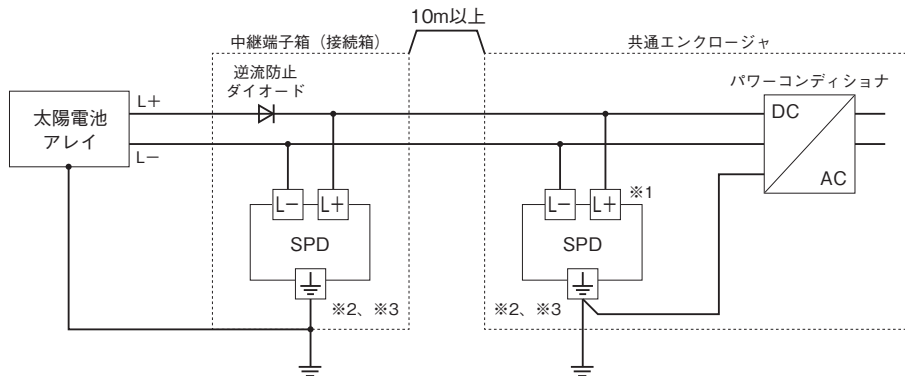 10m以上
中継端子箱（接続箱）
共通エンクロージャ
逆流防止
ダイオード
パワーコンディショナ
太陽電池
アレイ
L＋
L−
DC
AC
L−
L＋
SPD
※2、※3
L−
L＋
※1
SPD
※2、※3